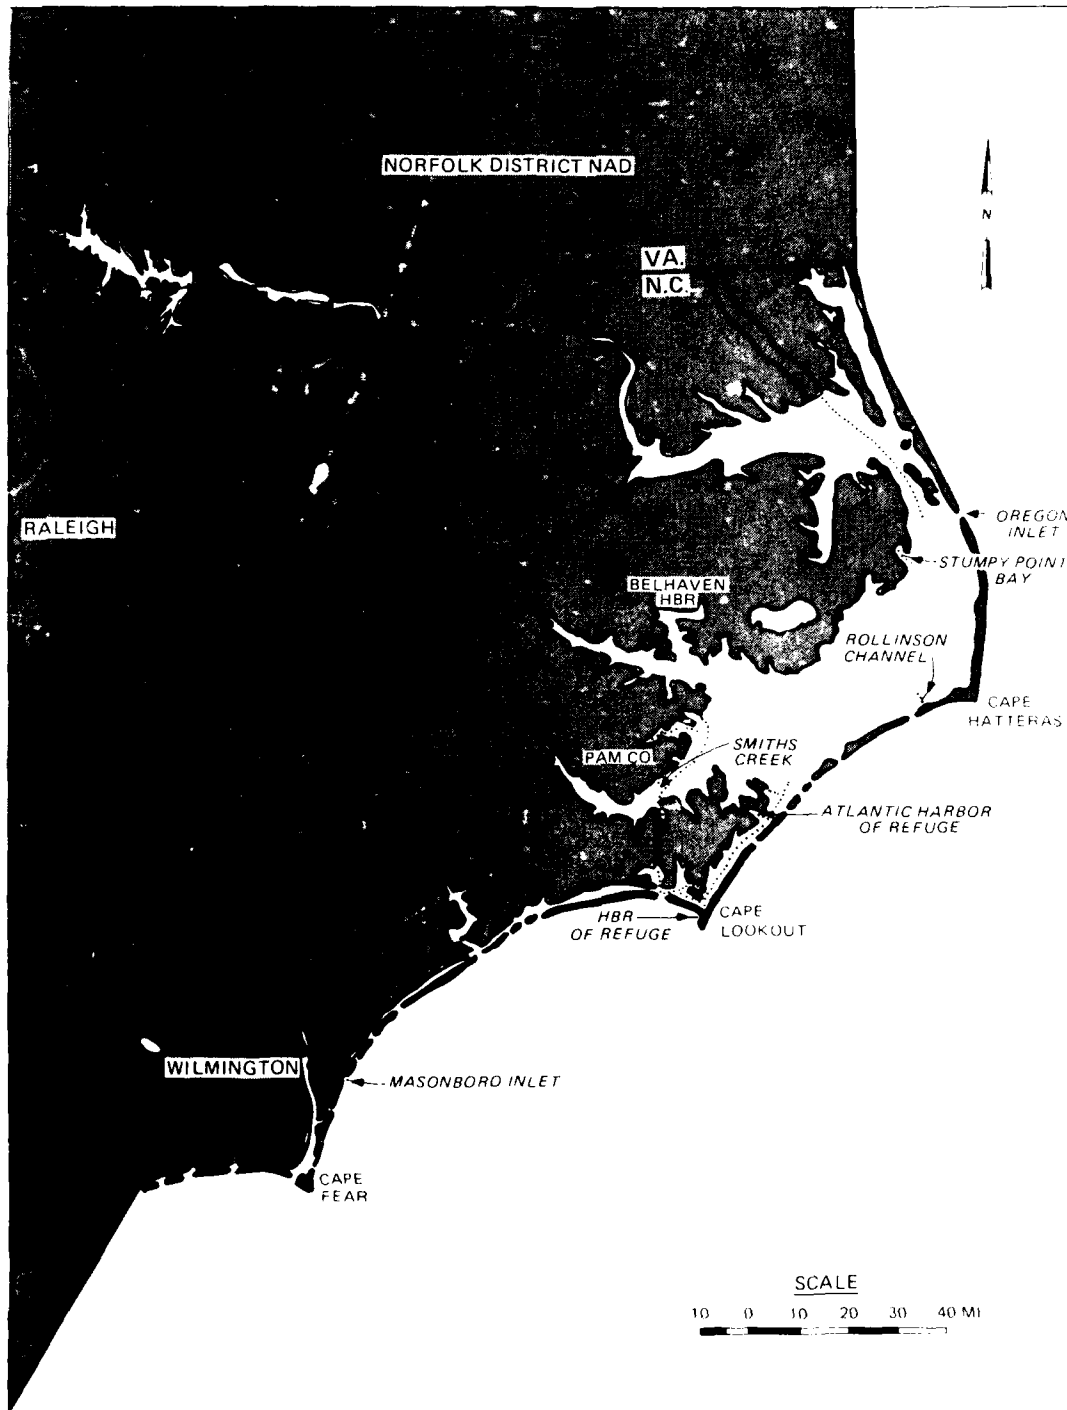 NORFOLK DISTRICT NAD
N
VA.
N.C.
RALEIGH
OREGON
INLET
STUMPY POINT
BAY
BELHAVEN
HBR
ROLLINSON
CHANNEL
CAPE
HATTERAS
SMITHS
CREEK
PAM CO
ATLANTIC HARBOR
OF REFUGE
HBR
OF REFUGE
CAPE
LOOKOUT
WILMINGTON
MASONBORO INLET
CAPE
FEAR
SCALE
10 0 10 20 30 40 MI